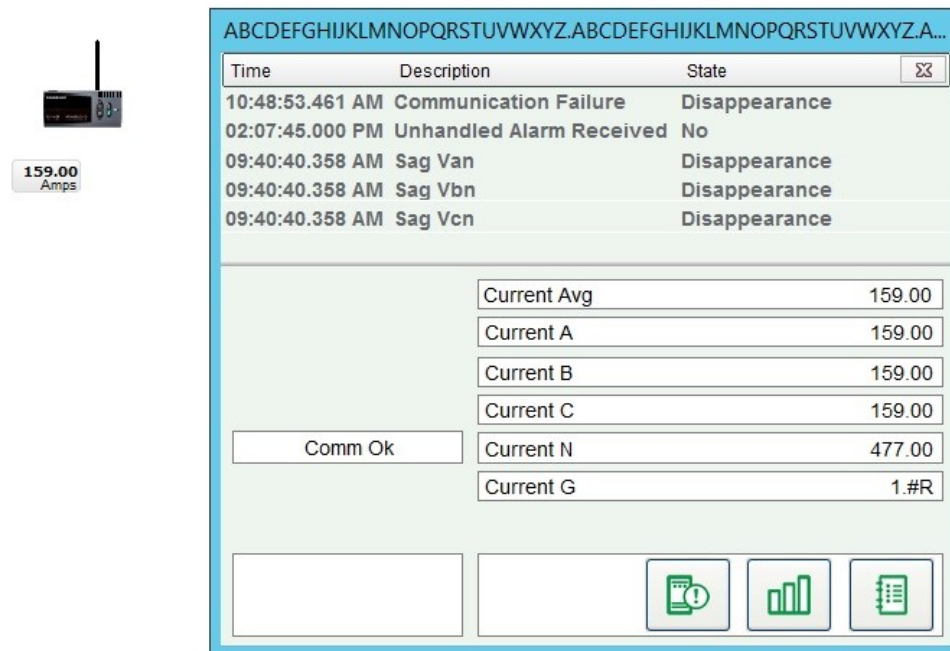 ABCDEFGHIJKLMNOPQRSTUVWXYZ.ABCDEFGHIJKLMNOPQRSTUVWXYZ.A...
Time Description State
10:48:53.461 AM Communication Failure Disappearance
02:07:45.000 PM Unhandled Alarm Received No
09:40:40.358 AM Sag Van Disappearance
09:40:40.358 AM Sag Vbn Disappearance
09:40:40.358 AM Sag Vcn Disappearance
159.00
Amps
Current Avg 159.00
Current A 159.00
Current B 159.00
Current C 159.00
Comm Ok
Current N 477.00
Current G 1.#R